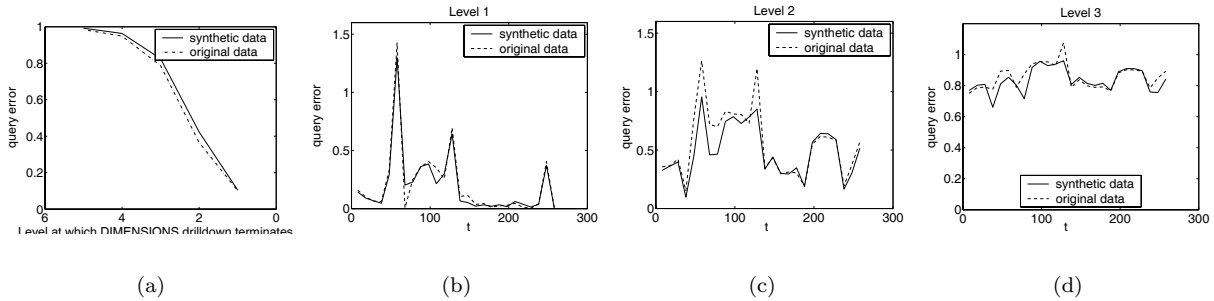 1
0.8
0.6
0.4
0.2
0
6
4
2
0
query error
Level at which DIMENSIONS drilldown terminates
synthetic data
original data
(a)
Level 1
1.5
1
0.5
0
0
100
200
300
query error
t
synthetic data
original data
(b)
Level 2
1.5
1
0.5
0
0
100
200
300
query error
t
synthetic data
original data
(c)
Level 3
1
0.8
0.6
0.4
0.2
0
0
100
200
300
query error
t
synthetic data
original data
(d)